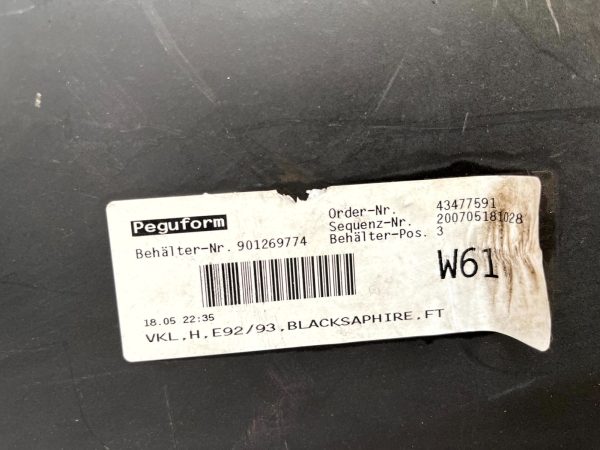 Peguform
Order-Nr. 43477591
Sequenz-Nr. 200705181028
Behälter-Nr. 901269774 Behälter-Pos. 3
W61
18.05 22:35
VKL,H,E92/93,BLACKSAPHIRE,FT